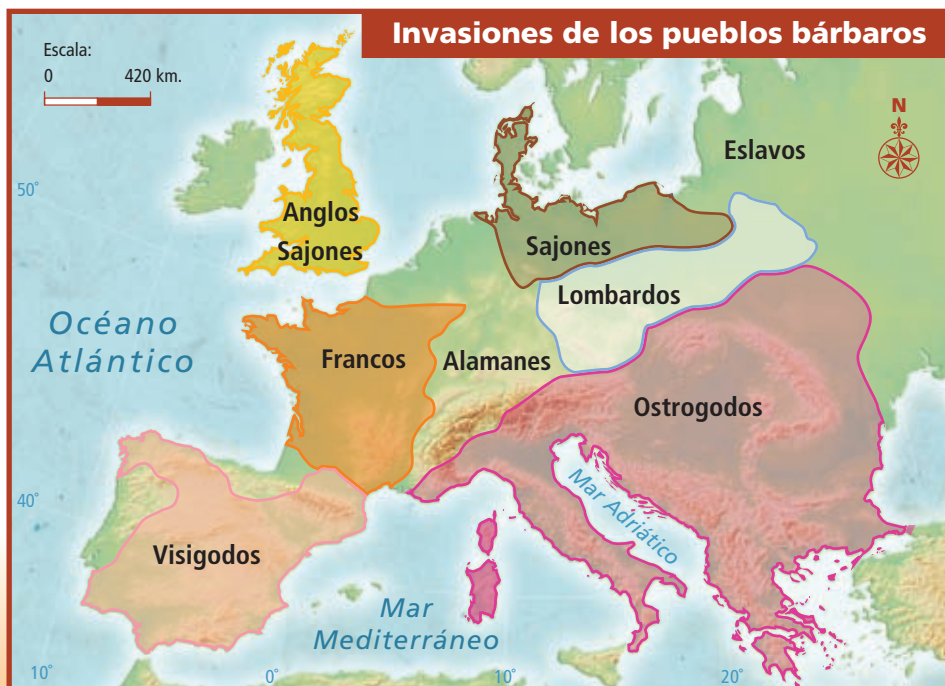 Invasiones de los pueblos bárbaros
Escala:
0 420 km.
N
Eslavos
50°
Anglos
Sajones
Sajones
Lombardos
Océano
Atlántico
Francos
Alamanes
Ostrogodos
40°
Mar Adriático
Visigodos
Mar
Mediterráneo
10°
0°
10°
20°